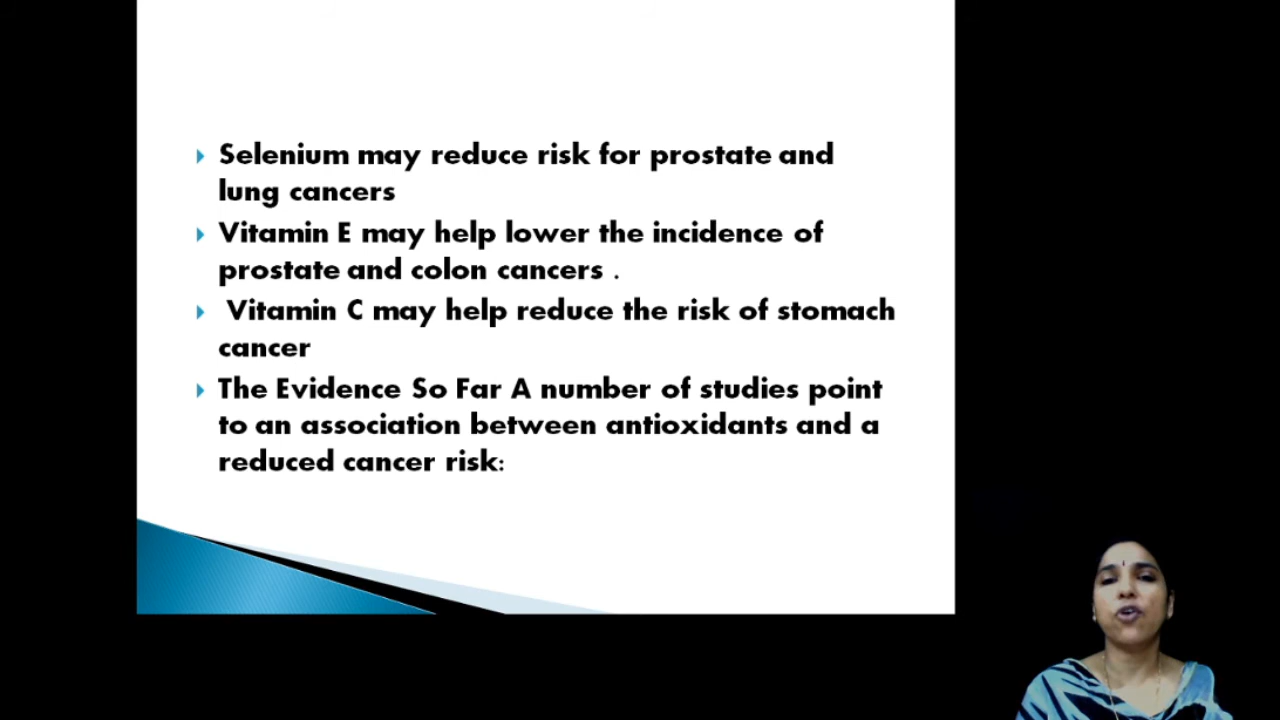 Selenium may reduce risk for prostate and
lung cancers
Vitamin E may help lower the incidence of
prostate and colon cancers .
Vitamin C may help reduce the risk of stomach
cancer
The Evidence So Far A number of studies point
to an association between antioxidants and a
reduced cancer risk: